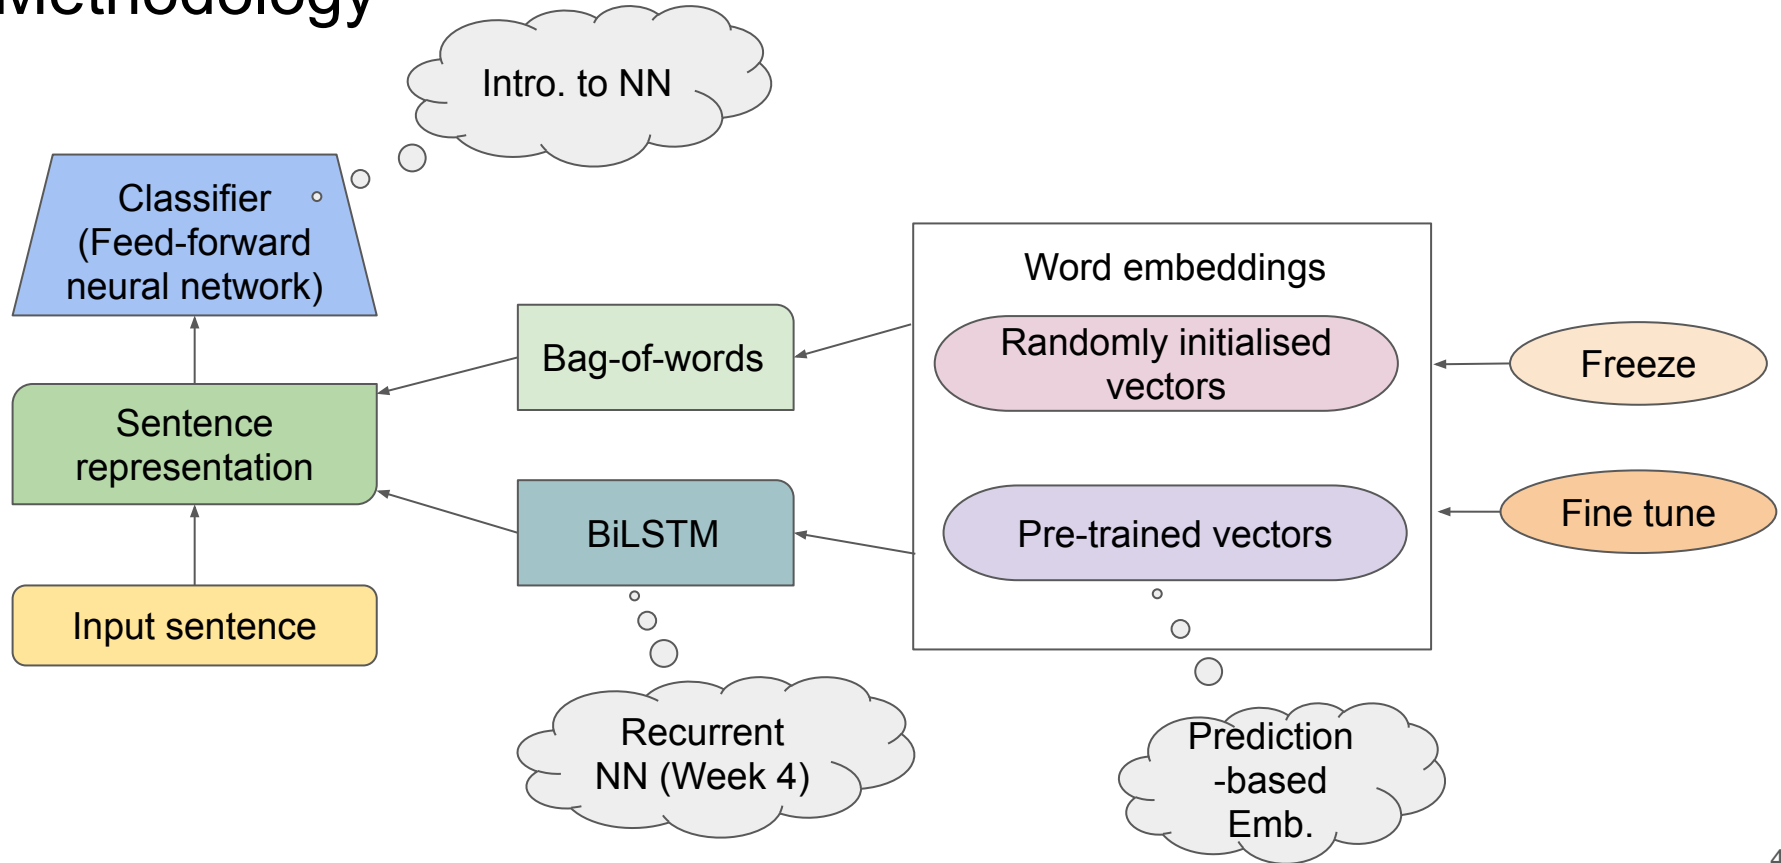 Methodology
Intro. to NN
Classifier
(Feed-forward
neural network)
Sentence
representation
Input sentence
Bag-of-words
BiLSTM
Recurrent
NN (Week 4)
Word embeddings
Randomly initialised
vectors
Pre-trained vectors
Prediction
-based
Emb.
Freeze
Fine tune
4